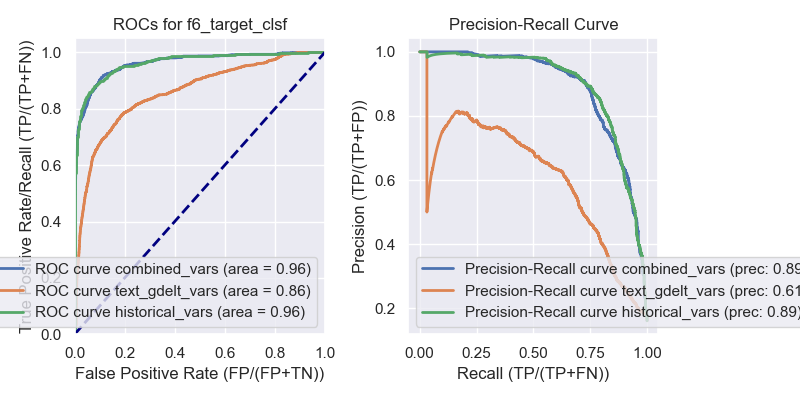 ROCs for f6_target_clsf
True Positive Rate/Recall (TP/(TP+FN))
1.0
0.8
0.6
0.4
0.2
0.0
ROC curve combined_vars (area = 0.96)
ROC curve text_gdelt_vars (area = 0.86)
ROC curve historical_vars (area = 0.96)
0.0 0.2 0.4 0.6 0.8 1.0
False Positive Rate (FP/(FP+TN))
Precision-Recall Curve
Precision (TP/(TP+FP))
1.0
0.8
0.6
0.4
0.2
Precision-Recall curve combined_vars (prec: 0.89
Precision-Recall curve text_gdelt_vars (prec: 0.61
Precision-Recall curve historical_vars (prec: 0.89)
0.00 0.25 0.50 0.75 1.00
Recall (TP/(TP+FN))